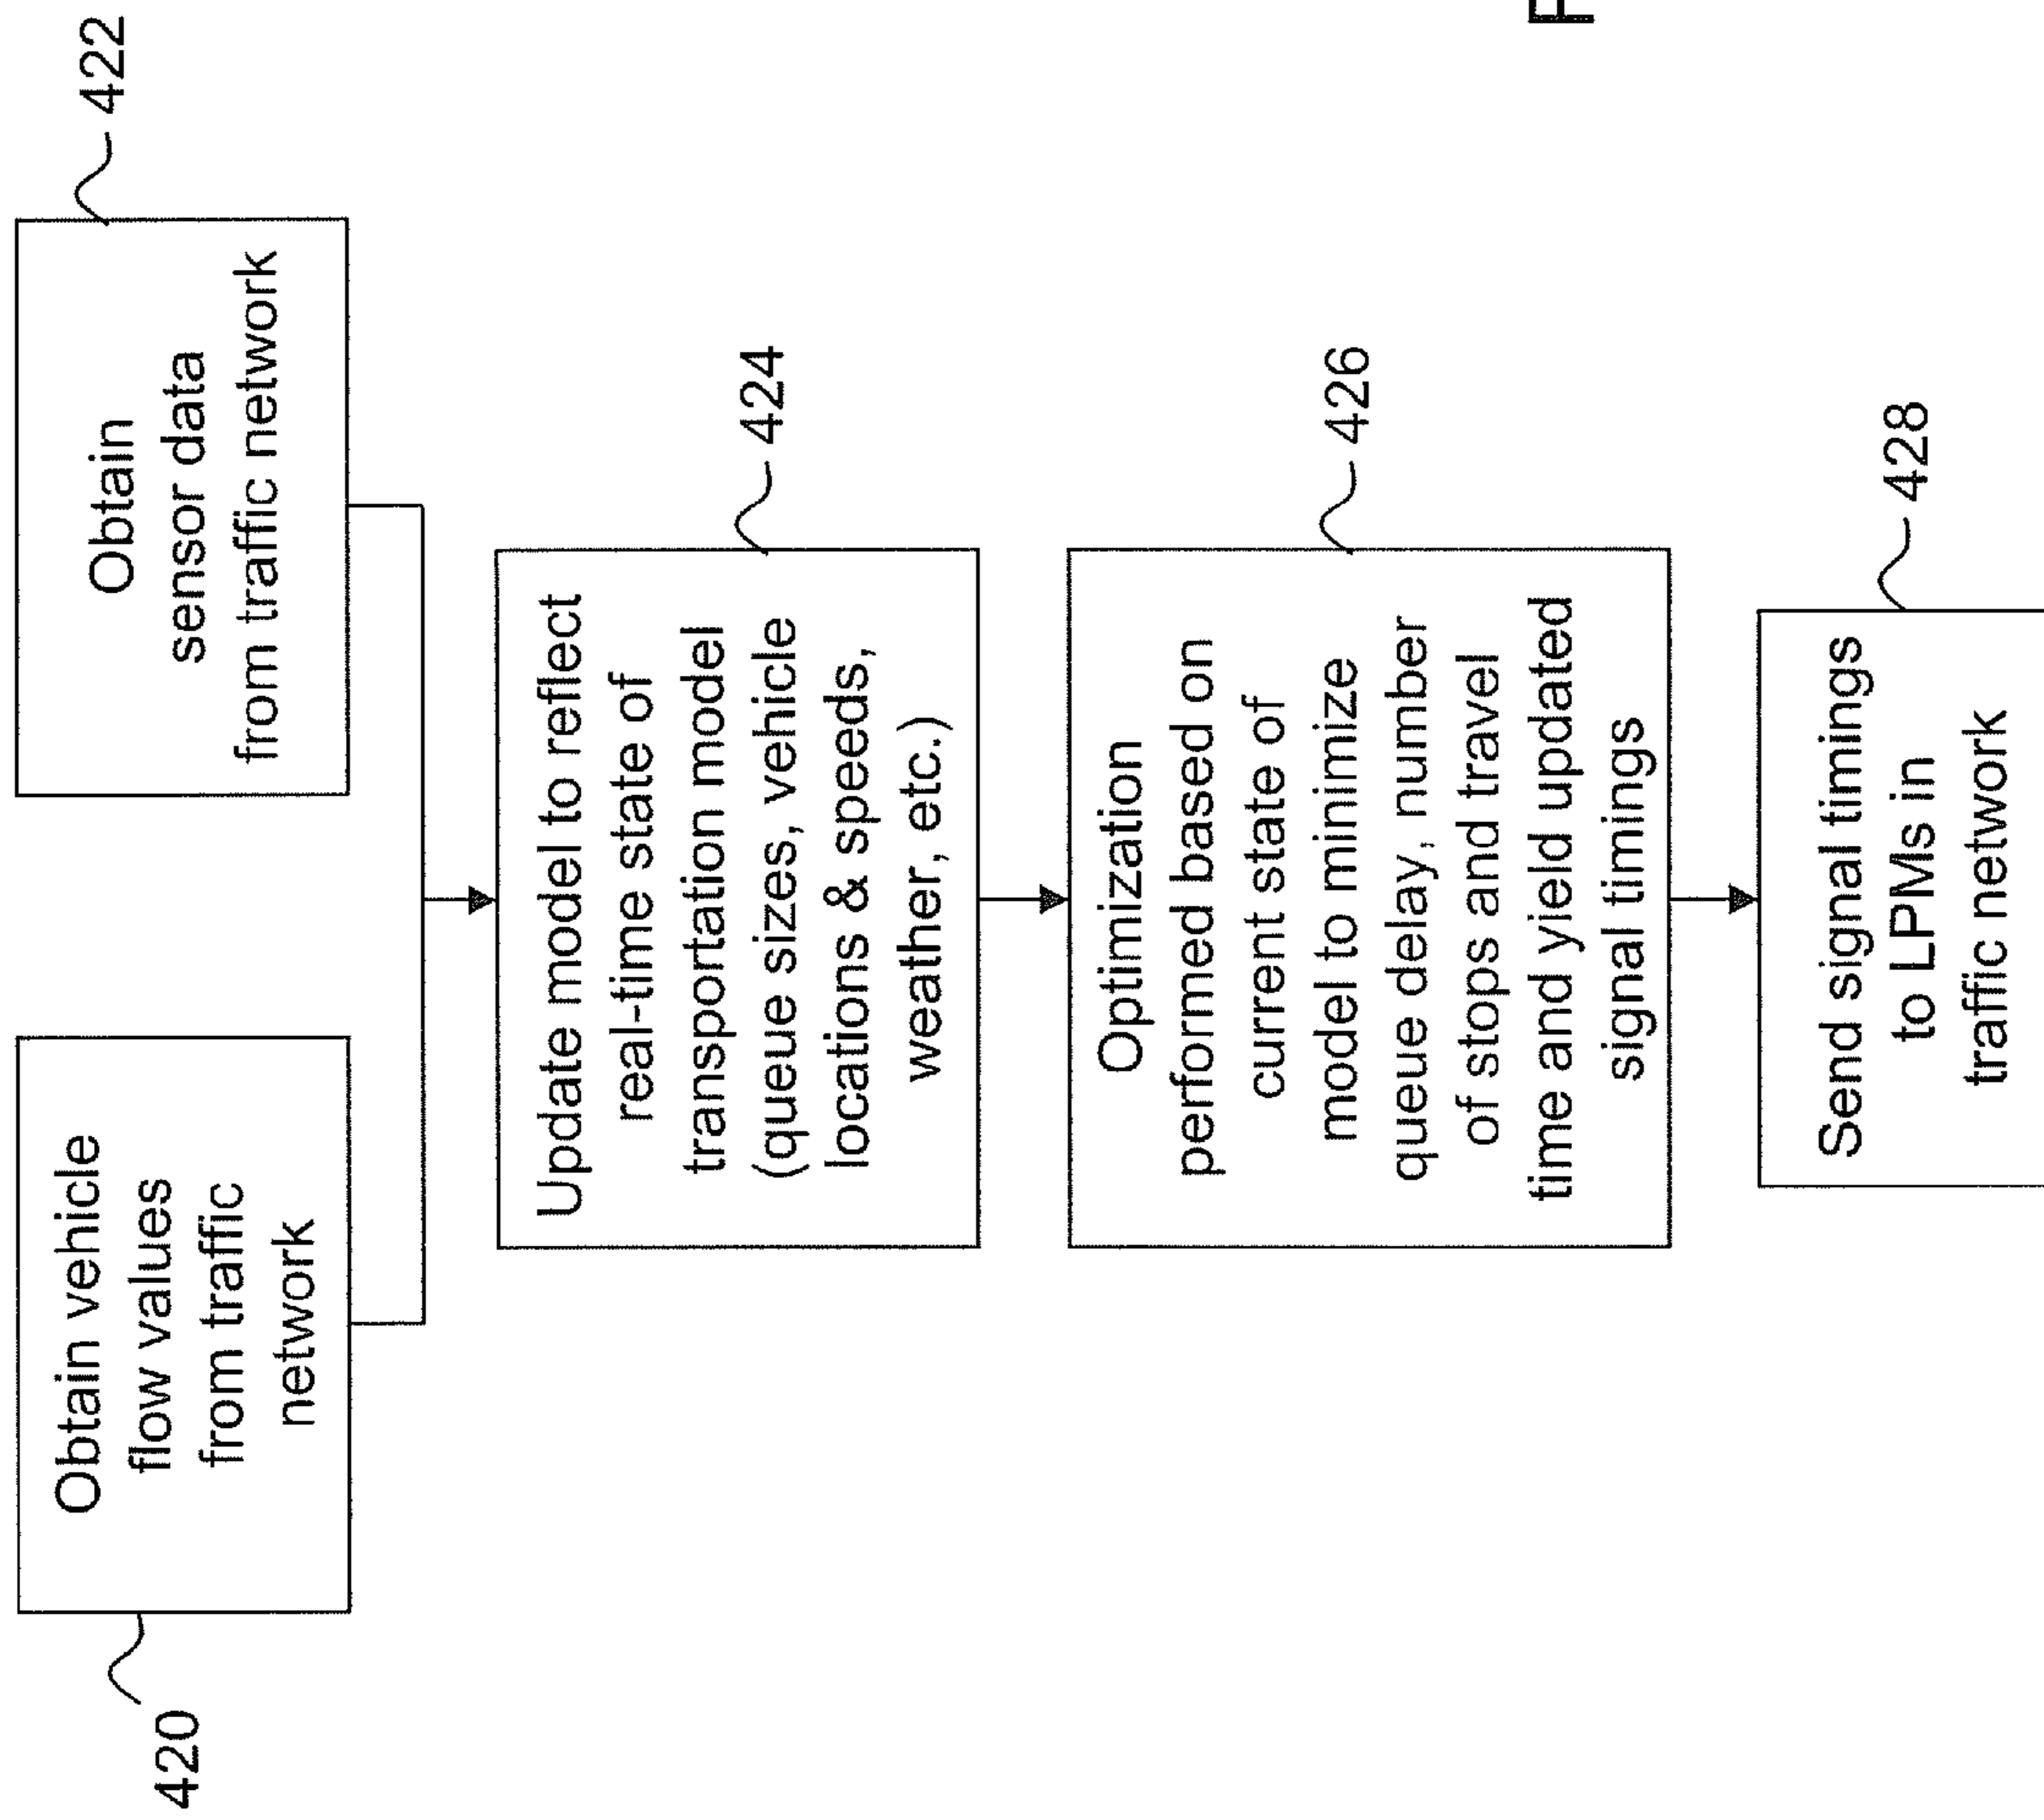 420
Obtain vehicle
flow values
from traffic
network
422
Obtain
sensor data
from traffic network
424
Update model to reflect
real-time state of
transportation model
(queue sizes, vehicle
locations & speeds,
weather, etc.)
426
Optimization
performed based on
current state of
model to minimize
queue delay, number
of stops and travel
time and yield updated
signal timings
428
Send signal timings
to LPMs in
traffic network